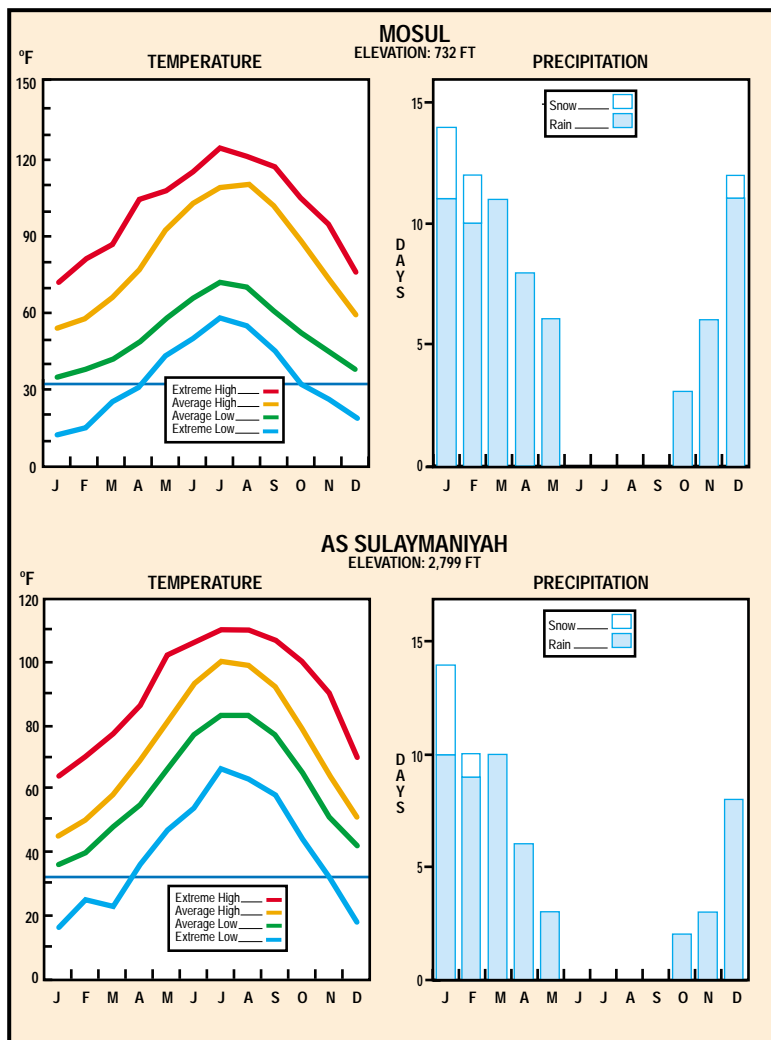 MOSUL
ELEVATION: 732 FT
ºF
TEMPERATURE
PRECIPITATION
150
120
90
60
30
0
Extreme High
Average High
Average Low
Extreme Low
J F M A M J J A S O N D
15
10
5
0
DAYS
Snow
Rain
J F M A M J J A S O N D
AS SULAYMANIYAH
ELEVATION: 2,799 FT
ºF
TEMPERATURE
PRECIPITATION
120
100
80
60
40
20
0
Extreme High
Average High
Average Low
Extreme Low
J F M A M J J A S O N D
15
10
5
0
DAYS
Snow
Rain
J F M A M J J A S O N D